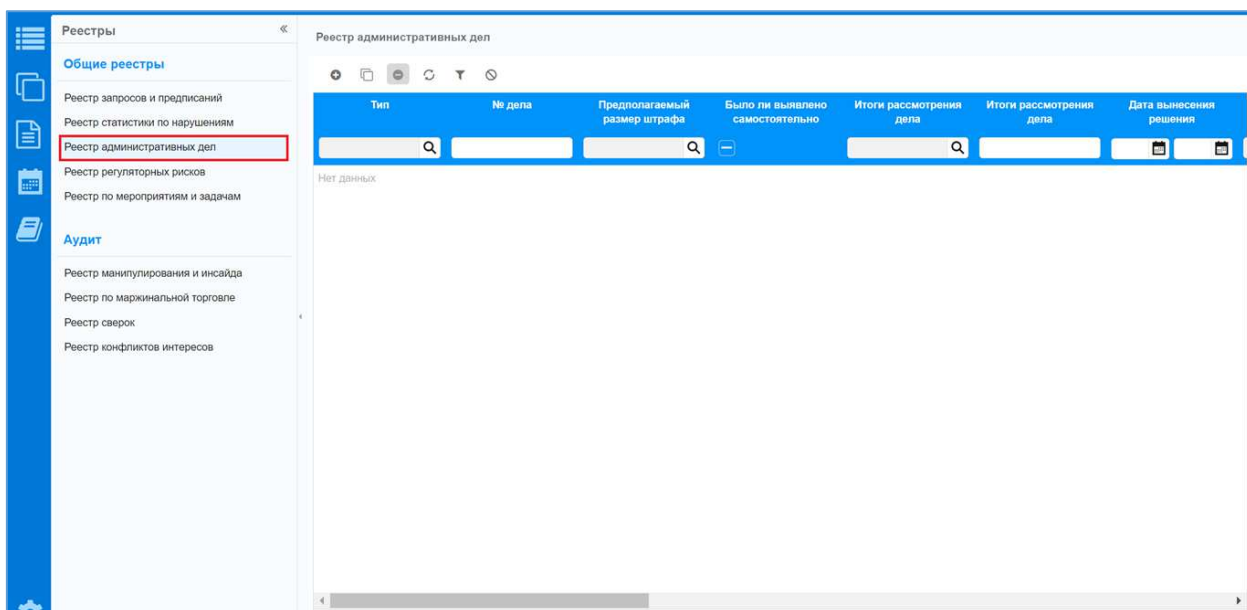 Реестры
Общие реестры
Реестр запросов и предписаний
Реестр статистики по нарушениям
Реестр административных дел
Реестр регуляторных рисков
Реестр по мероприятиям и задачам
Аудит
Реестр манипулирования и инсайда
Реестр по маржинальной торговле
Реестр сверок
Реестр конфликтов интересов
Реестр административных дел
Тип
№ дела
Предполагаемый
размер штрафа
Было ли выявлено
самостоятельно
Итоги рассмотрения
дела
Итоги рассмотрения
дела
Дата вынесения
решения
Нет данных